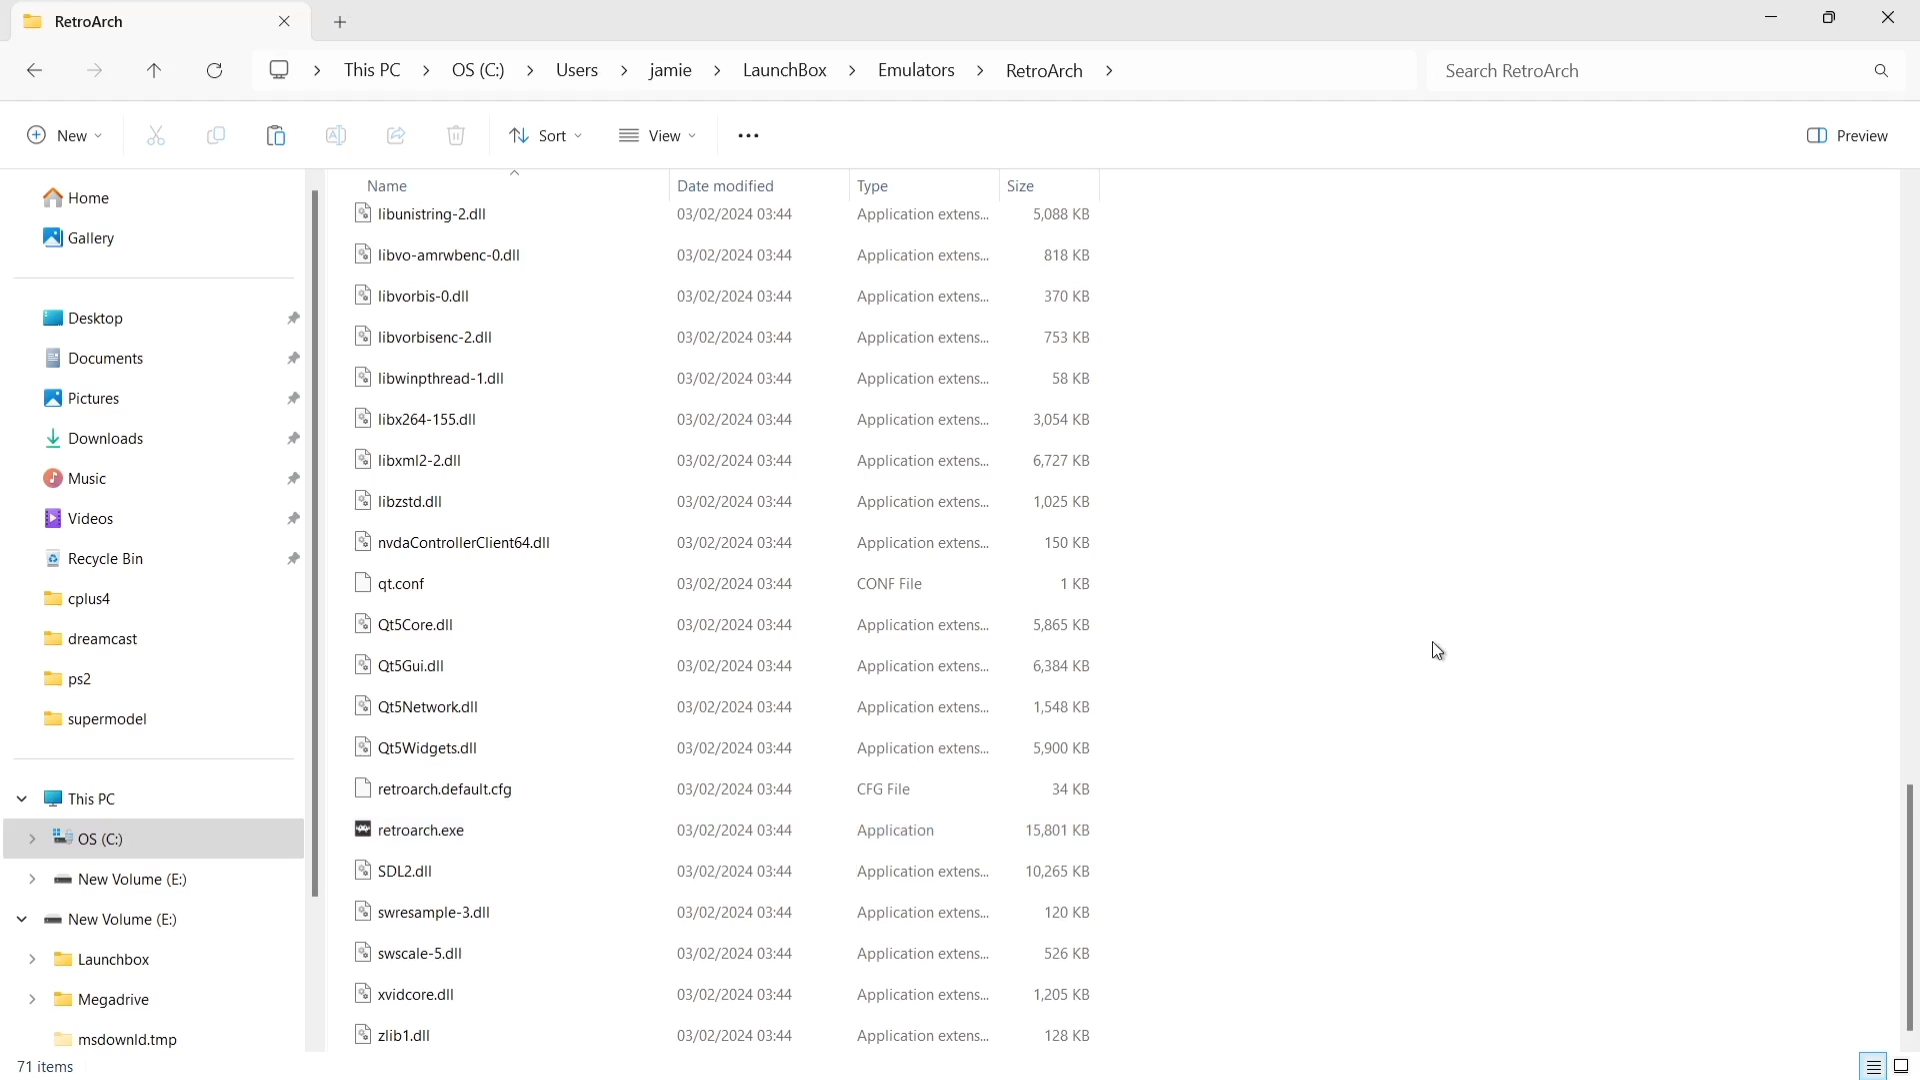 RetroArch
This PC > OS (C:) > Users > jamie > LaunchBox > Emulators > RetroArch >
Search RetroArch
New
Sort
View
Preview
Home
Gallery
Desktop
Documents
Pictures
Downloads
Music
Videos
Recycle Bin
cplus4
dreamcast
ps2
supermodel
This PC
OS (C:)
New Volume (E:)
New Volume (E:)
Launchbox
Megadrive
msdownld.tmp
Name Date modified Type Size
libunistring-2.dll 03/02/2024 03:44 Application extens... 5,088 KB
libvo-amrwbenc-0.dll 03/02/2024 03:44 Application extens... 818 KB
libvorbis-0.dll 03/02/2024 03:44 Application extens... 370 KB
libvorbisenc-2.dll 03/02/2024 03:44 Application extens... 753 KB
libwinpthread-1.dll 03/02/2024 03:44 Application extens... 58 KB
libx264-155.dll 03/02/2024 03:44 Application extens... 3,054 KB
libxml2-2.dll 03/02/2024 03:44 Application extens... 6,727 KB
libzstd.dll 03/02/2024 03:44 Application extens... 1,025 KB
nvdaControllerClient64.dll 03/02/2024 03:44 Application extens... 150 KB
qt.conf 03/02/2024 03:44 CONF File 1 KB
Qt5Core.dll 03/02/2024 03:44 Application extens... 5,865 KB
Qt5Gui.dll 03/02/2024 03:44 Application extens... 6,384 KB
Qt5Network.dll 03/02/2024 03:44 Application extens... 1,548 KB
Qt5Widgets.dll 03/02/2024 03:44 Application extens... 5,900 KB
retroarch.default.cfg 03/02/2024 03:44 CFG File 34 KB
retroarch.exe 03/02/2024 03:44 Application 15,801 KB
SDL2.dll 03/02/2024 03:44 Application extens... 10,265 KB
swresample-3.dll 03/02/2024 03:44 Application extens... 120 KB
swscale-5.dll 03/02/2024 03:44 Application extens... 526 KB
xvidcore.dll 03/02/2024 03:44 Application extens... 1,205 KB
zlib1.dll 03/02/2024 03:44 Application extens... 128 KB
71 items